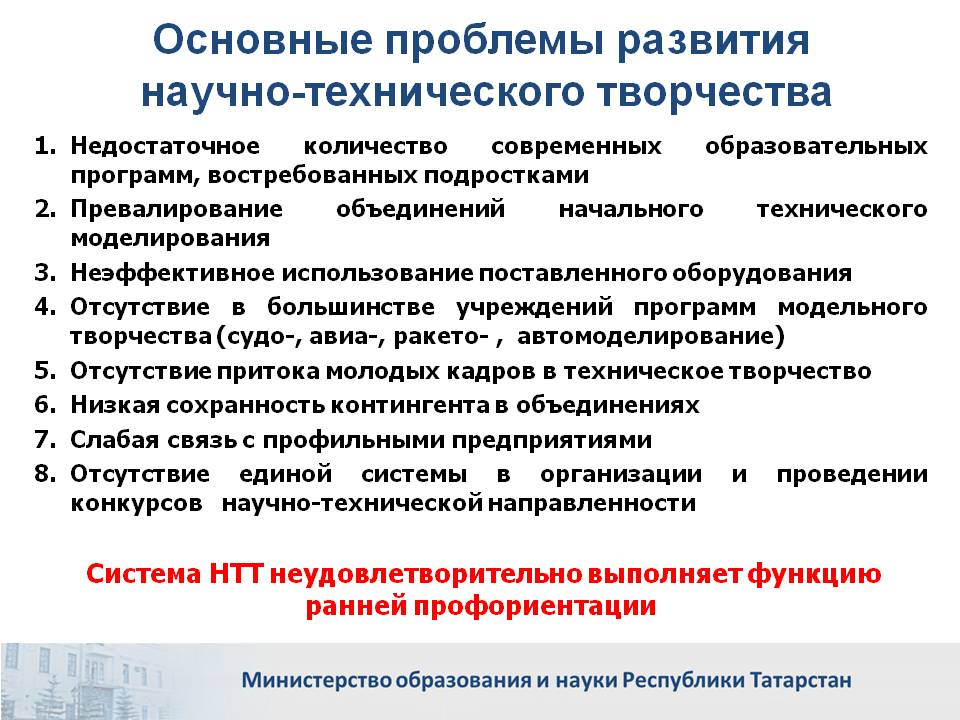 Основные проблемы развития
научно-технического творчества
1. Недостаточное количество современных образовательных
программ, востребованных подростками
2. Превалирование объединений начального технического
моделирования
3. Неэффективное использование поставленного оборудования
4. Отсутствие в большинстве учреждений программ модельного
творчества (судо-, авиа-, ракето- , автомоделирование)
5. Отсутствие притока молодых кадров в техническое творчество
6. Низкая сохранность контингента в объединениях
7. Слабая связь с профильными предприятиями
8. Отсутствие единой системы в организации и проведении
конкурсов научно-технической направленности
Система НТТ неудовлетворительно выполняет функцию
ранней профориентации
Министерство образования и науки Республики Татарстан